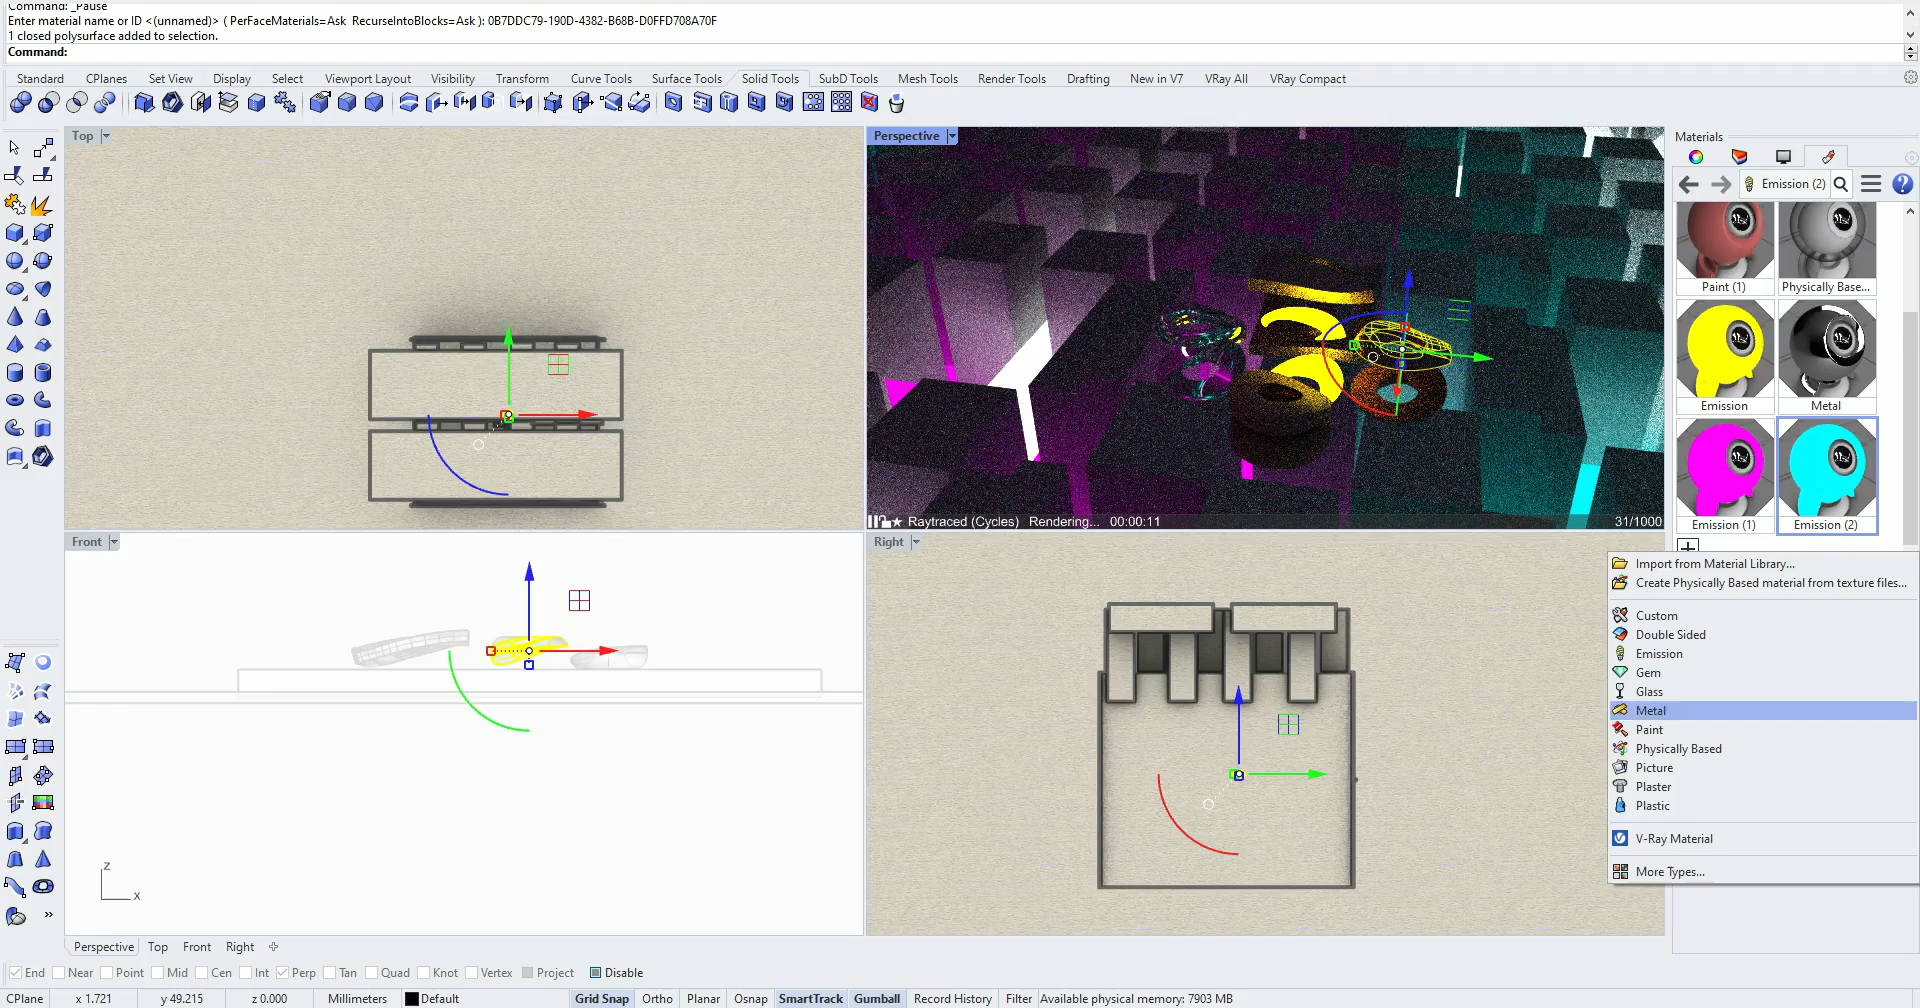 Command: _Pause
Enter material name or ID <(unnamed)> ( PerFaceMaterials=Ask  RecurseIntoBlocks=Ask ): 0B7DDC79-190D-4382-B68B-D0FFD708A70F
1 closed polysurface added to selection.
Command:
Standard CPlanes Set View Display Select Viewport Layout Visibility Transform Curve Tools Surface Tools Solid Tools SubD Tools Mesh Tools Render Tools Drafting New in V7 VRay All VRay Compact
Top
Perspective
Materials
Emission (2)
Paint (1) Physically Base...
Emission Metal
Emission (1) Emission (2)
Raytraced (Cycles) Rendering... 00:00:11 31/1000
Front
Right
Import from Material Library...
Create Physically Based material from texture files...
Custom
Double Sided
Emission
Gem
Glass
Metal
Paint
Physically Based
Picture
Plaster
Plastic
V-Ray Material
More Types...
z
x
Perspective Top Front Right
End Near Point Mid Cen Int Perp Tan Quad Knot Vertex Project Disable
CPlane x 1.721 y 49.215 z 0.000 Millimeters Default Grid Snap Ortho Planar Osnap SmartTrack Gumball Record History Filter Available physical memory: 7903 MB